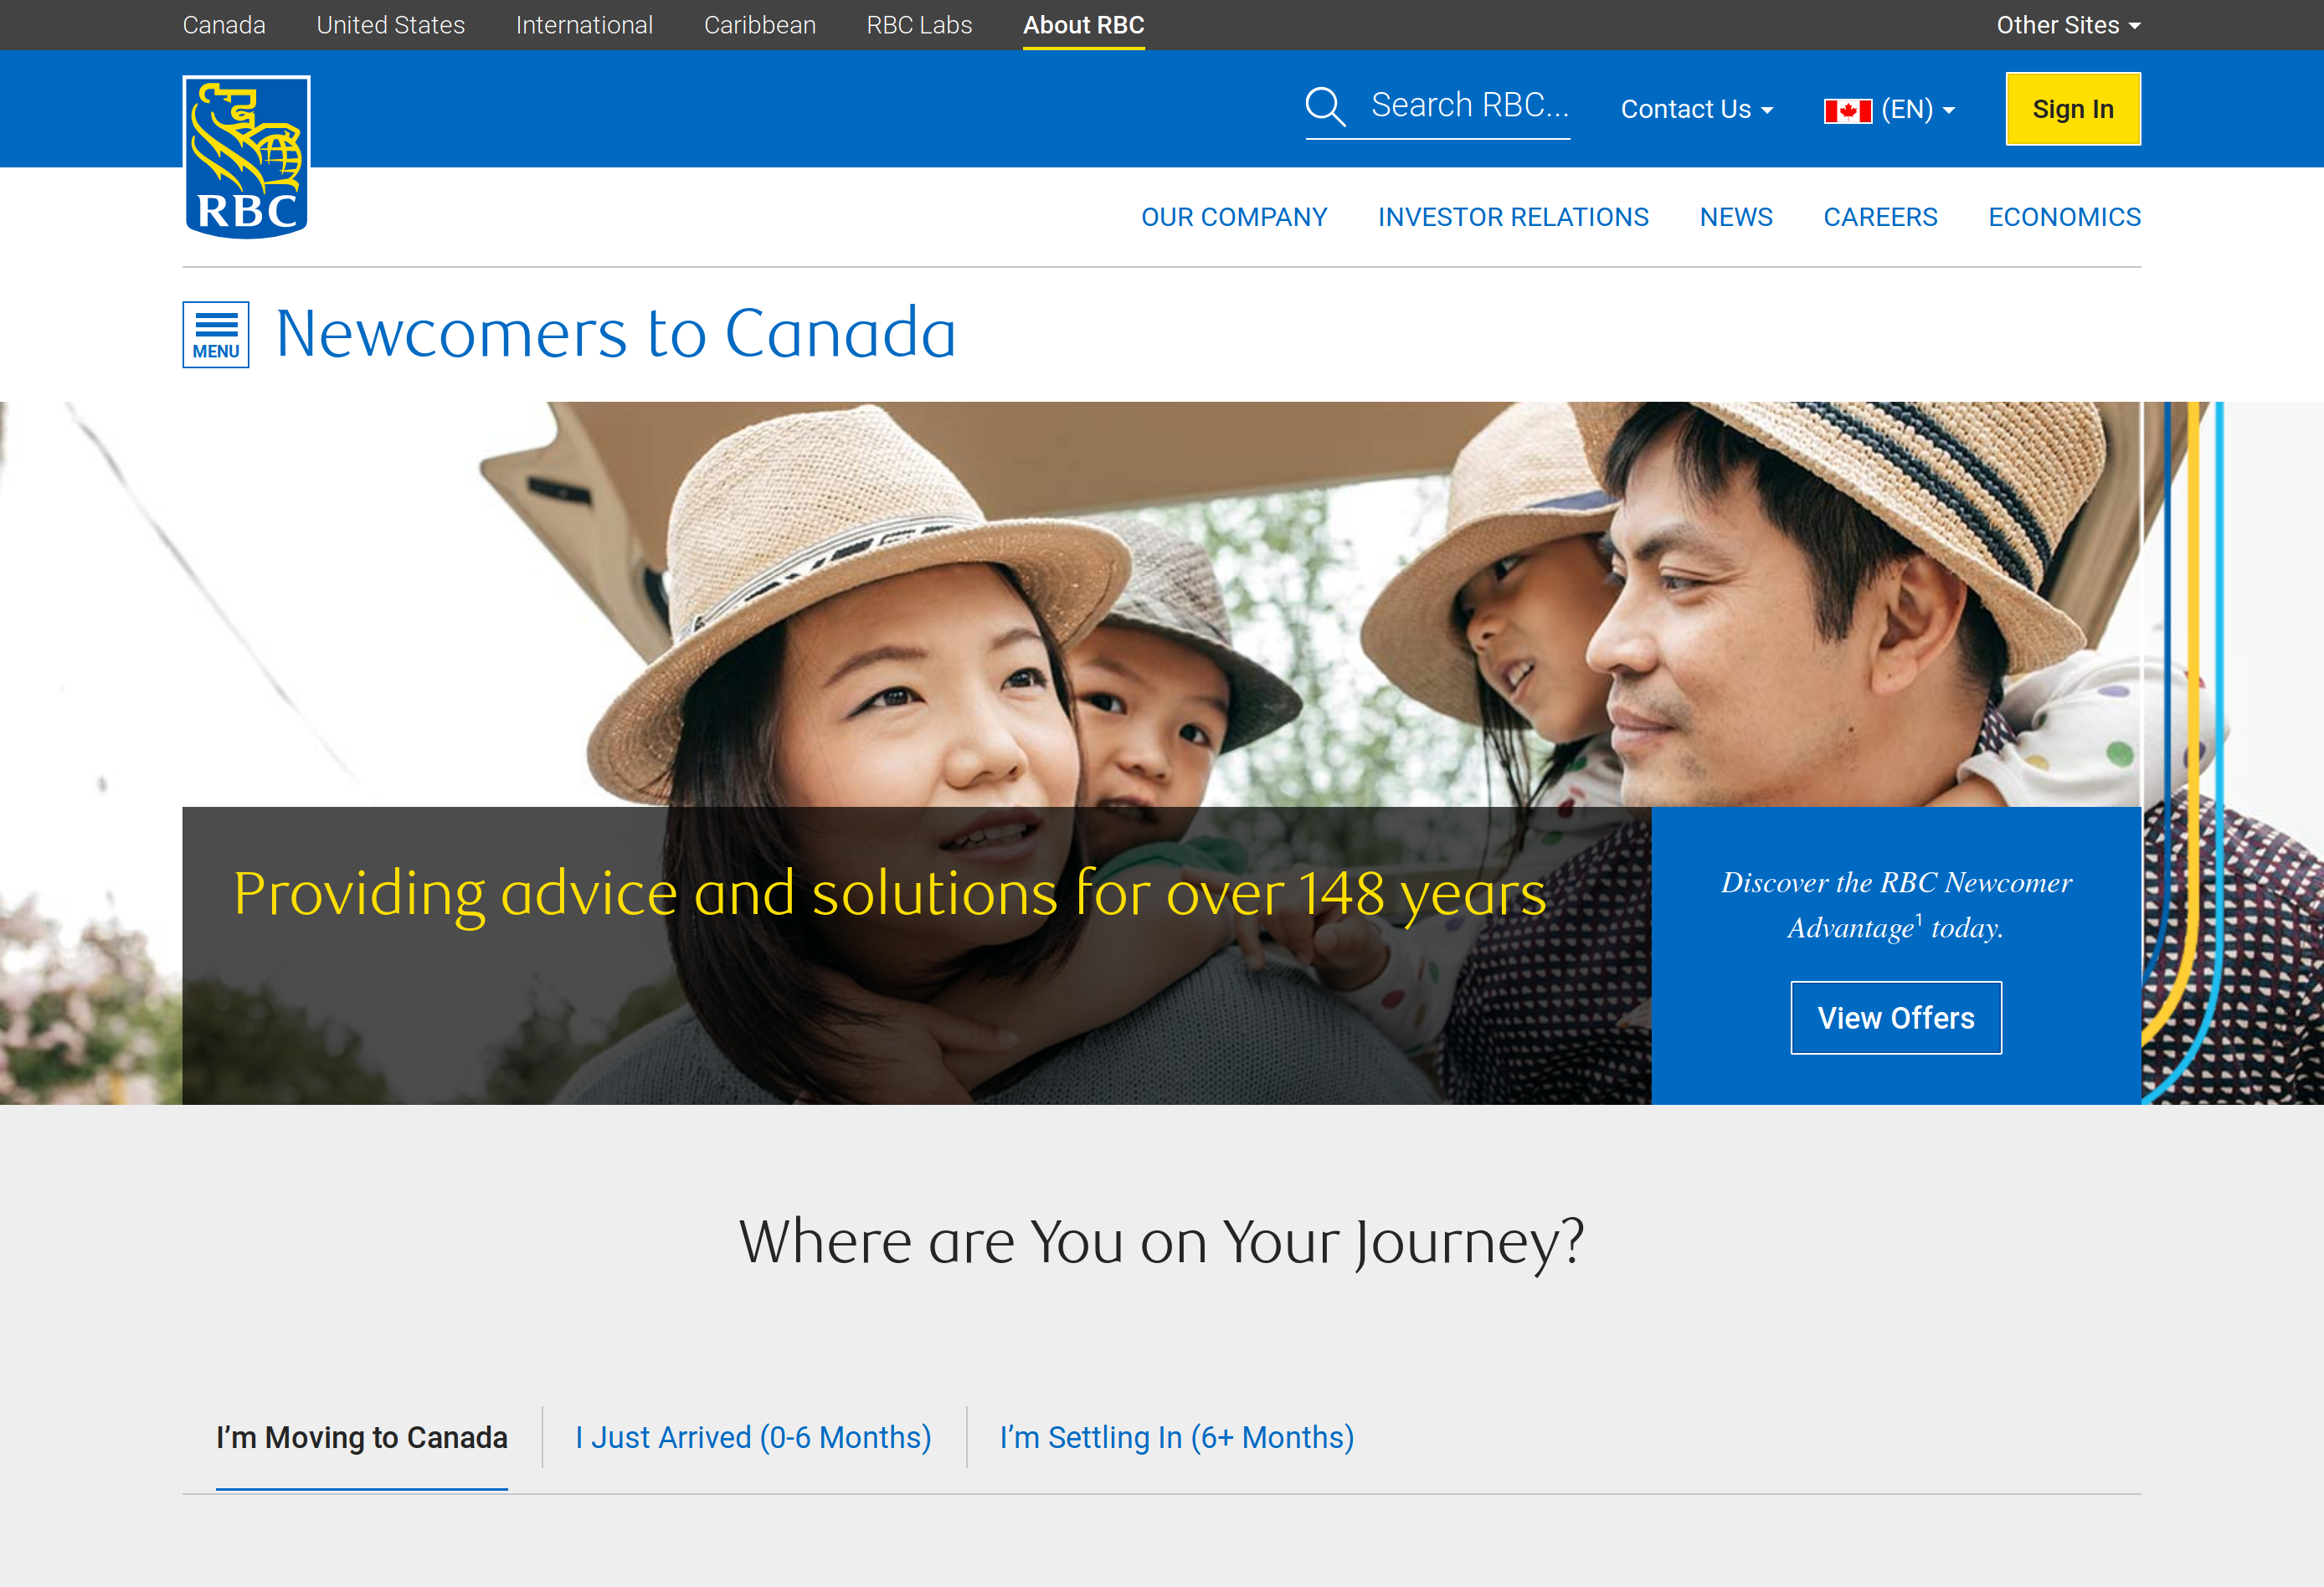 Canada United States International Caribbean RBC Labs About RBC Other Sites
RBC
Search RBC... Contact Us (EN) Sign In
OUR COMPANY INVESTOR RELATIONS NEWS CAREERS ECONOMICS
MENU
Newcomers to Canada
Providing advice and solutions for over 148 years
Discover the RBC Newcomer
Advantage¹ today.
View Offers
Where are You on Your Journey?
I’m Moving to Canada I Just Arrived (0-6 Months) I’m Settling In (6+ Months)